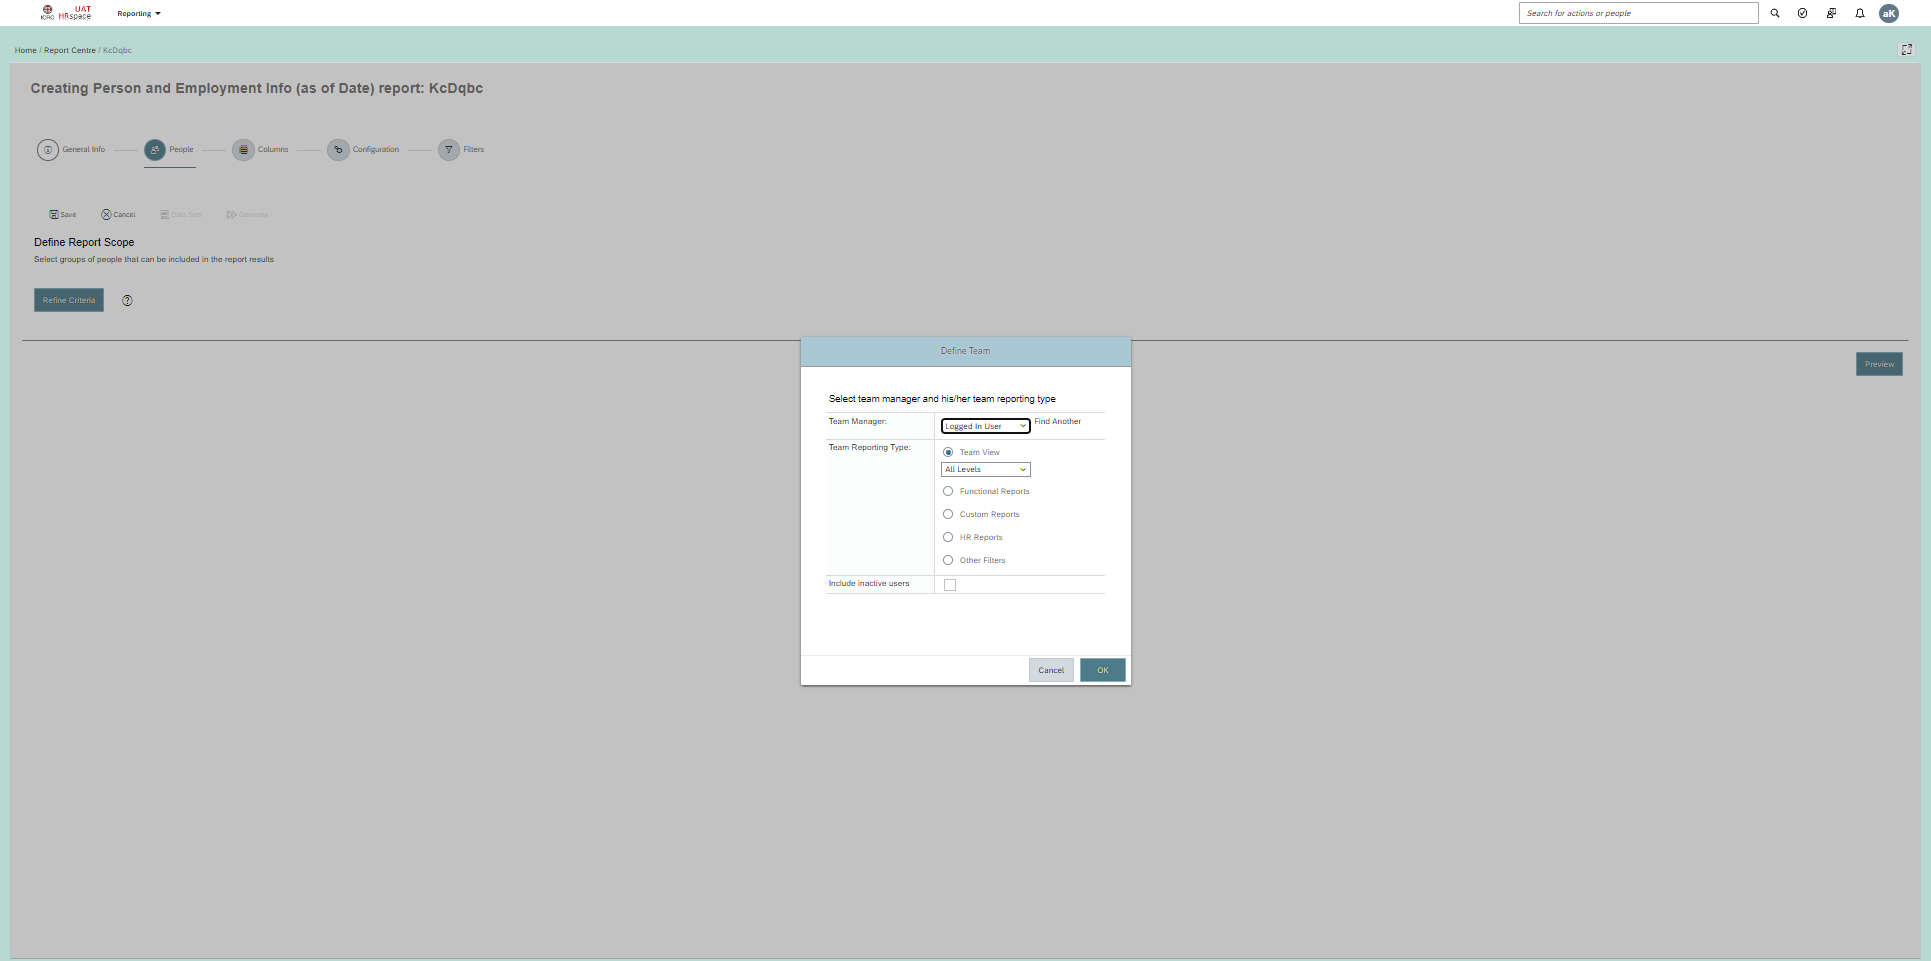 ICRC
UAT
HRspace
Reporting
Search for actions or people
aK
Home / Report Centre / KcDqbc
Creating Person and Employment Info (as of Date) report: KcDqbc
General Info
People
Columns
Configuration
Filters
Save
Cancel
Data Sets
Generate
Define Report Scope
Select groups of people that can be included in the report results
Refine Criteria
Preview
Define Team
Select team manager and his/her team reporting type
Team Manager:
Logged In User
Find Another
Team Reporting Type:
Team View
All Levels
Functional Reports
Custom Reports
HR Reports
Other Filters
Include inactive users
Cancel
OK